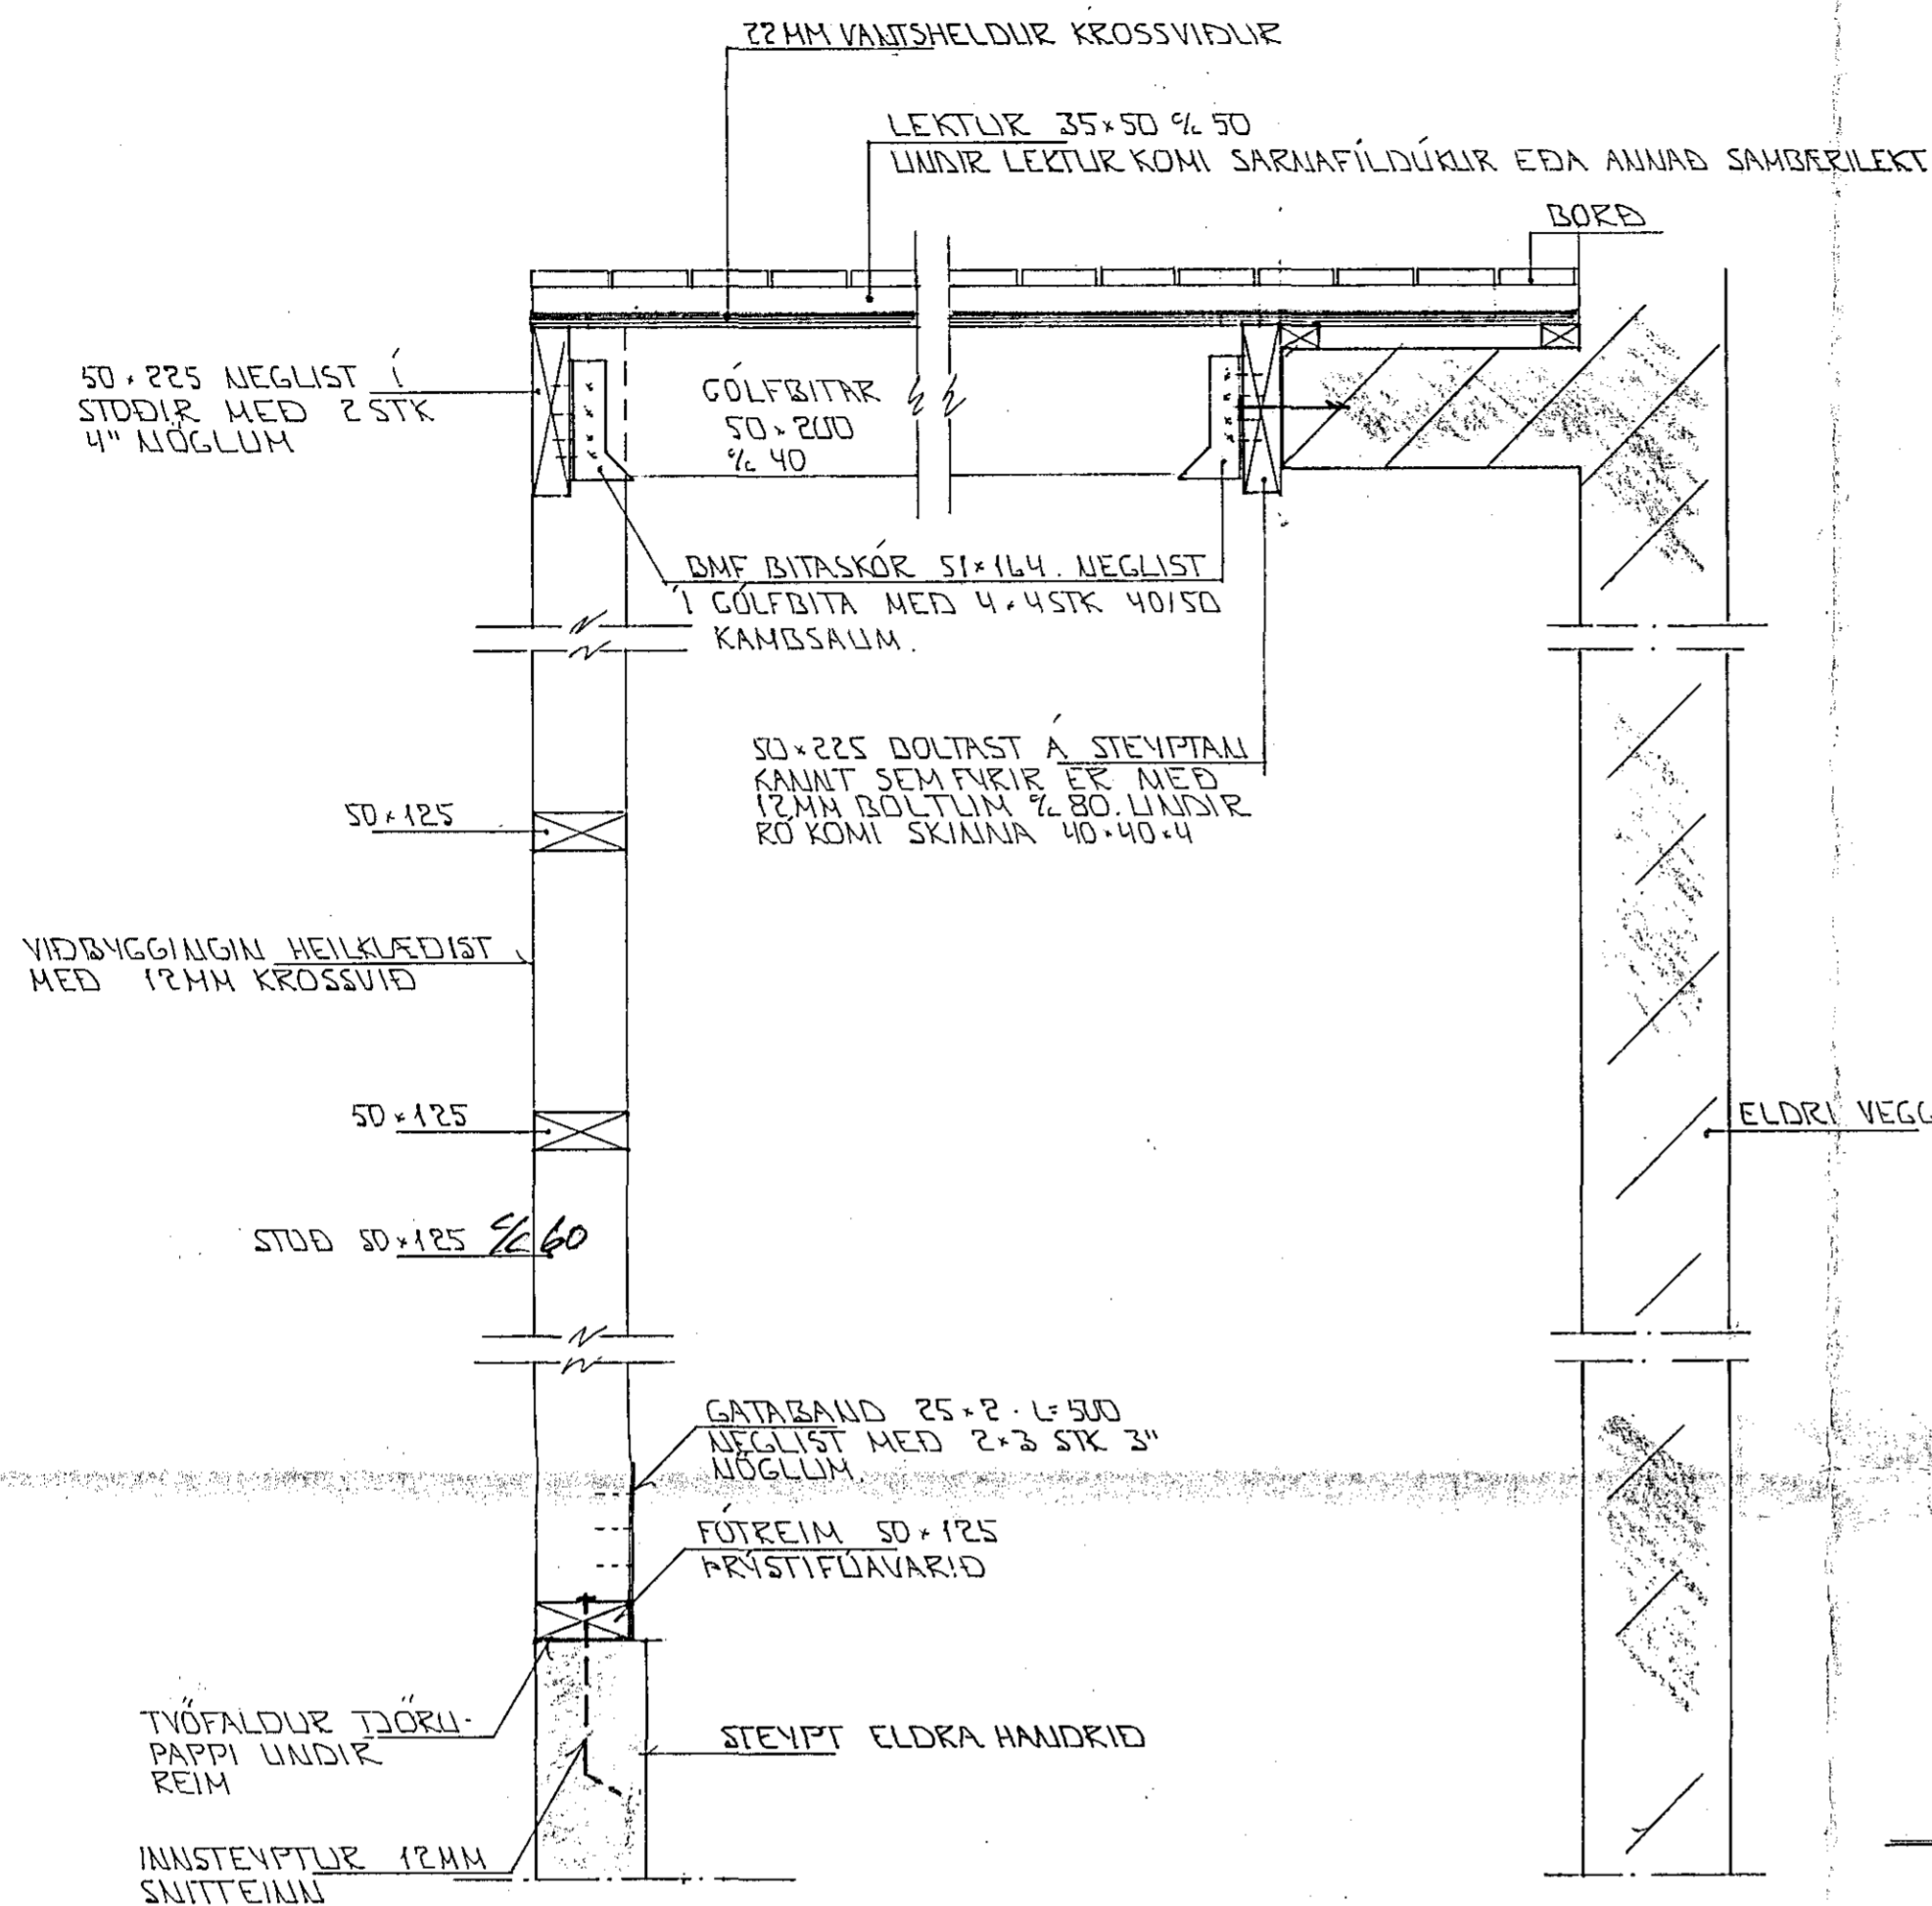 22MM VANTSHELDUR KROSSVIÐUR
LEKTUR 35×50 c/c 50
UNDIR LEKTUR KOMI SARNAFÍLDÚKUR EÐA ANNAÐ SAMBÆRILEKT
BORÐ
50×225 NEGLIST Í
STOÐIR MEÐ 2 STK
4" NÖGLUM
GÓLFBITAR
50×200
c/c 40
BMF BITASKÓR 51×164. NEGLIST
Í GÓLFBITA MEÐ 4×4STK 40/50
KAMBSAUM.
50×225 BOLTAST Á STEYPTAN
KANNT SEM FYRIR ER MEÐ
12MM BOLTUM c/c 80. UNDIR
RÓ KOMI SKINNA 40×40×4
50×125
VIÐBYGGINGIN HEILKLÆÐIST
MEÐ 12MM KROSSVIÐ
50×125
ELDRI VEGG
STOÐ 50×125 c/c 60
GATABAND 25×2 · L=500
NEGLIST MEÐ 2×3 STK 3"
NÖGLUM.
FÓTREIM 50×125
ÞRÝSTIFÚAVARIÐ
TVÖFALDUR TJÖRU-
PAPPI UNDIR
REIM
STEYPT ELDRA HANDRIÐ
INNSTEYPTUR 12MM
SNITTEINN